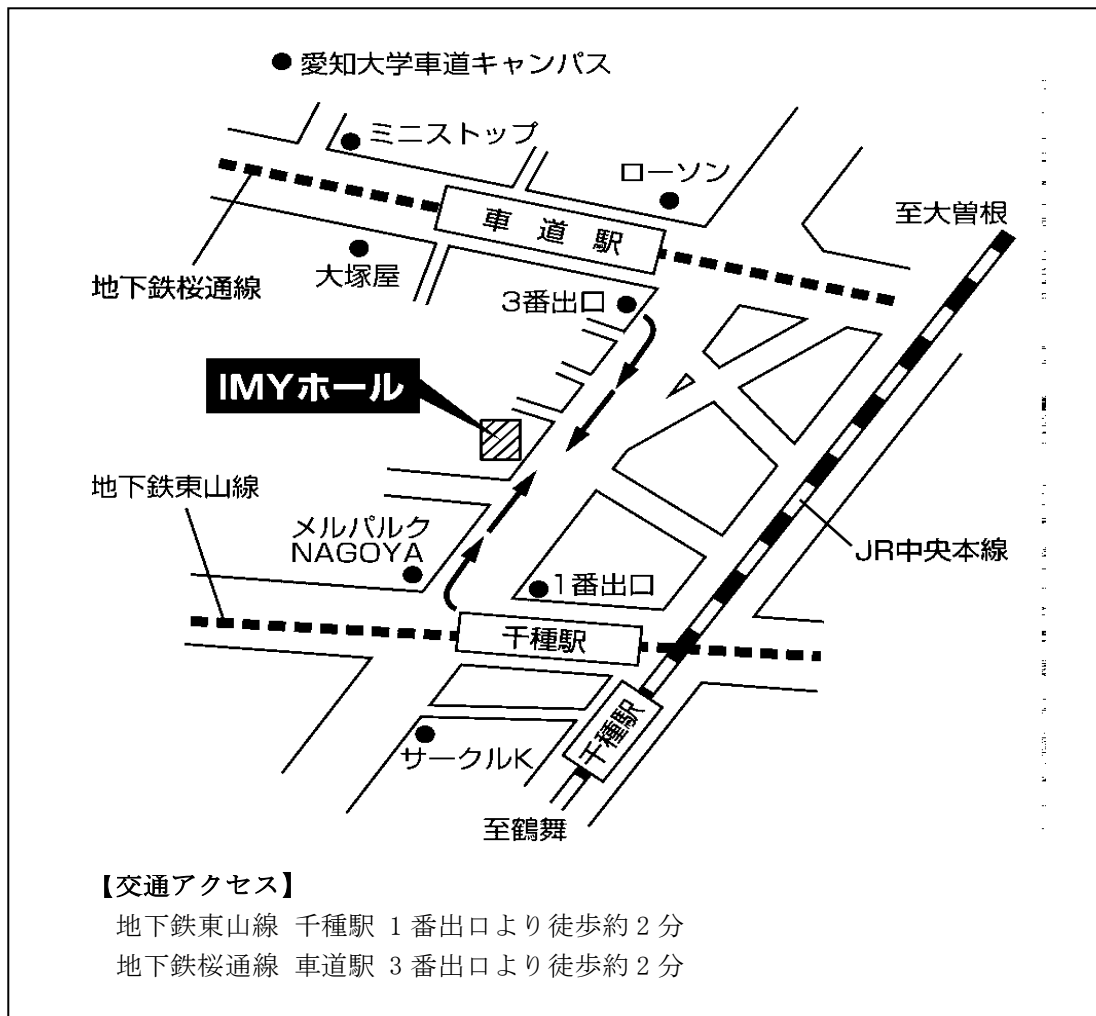 愛知大学車道キャンパス
ミニストップ
ローソン
至大曽根
車道駅
大塚屋
地下鉄桜通線
3番出口
IMYホール
地下鉄東山線
メルパルク
NAGOYA
JR中央本線
1番出口
千種駅
千種駅
サークルK
至鶴舞
【交通アクセス】
地下鉄東山線 千種駅 1番出口より徒歩約2分
地下鉄桜通線 車道駅 3番出口より徒歩約2分